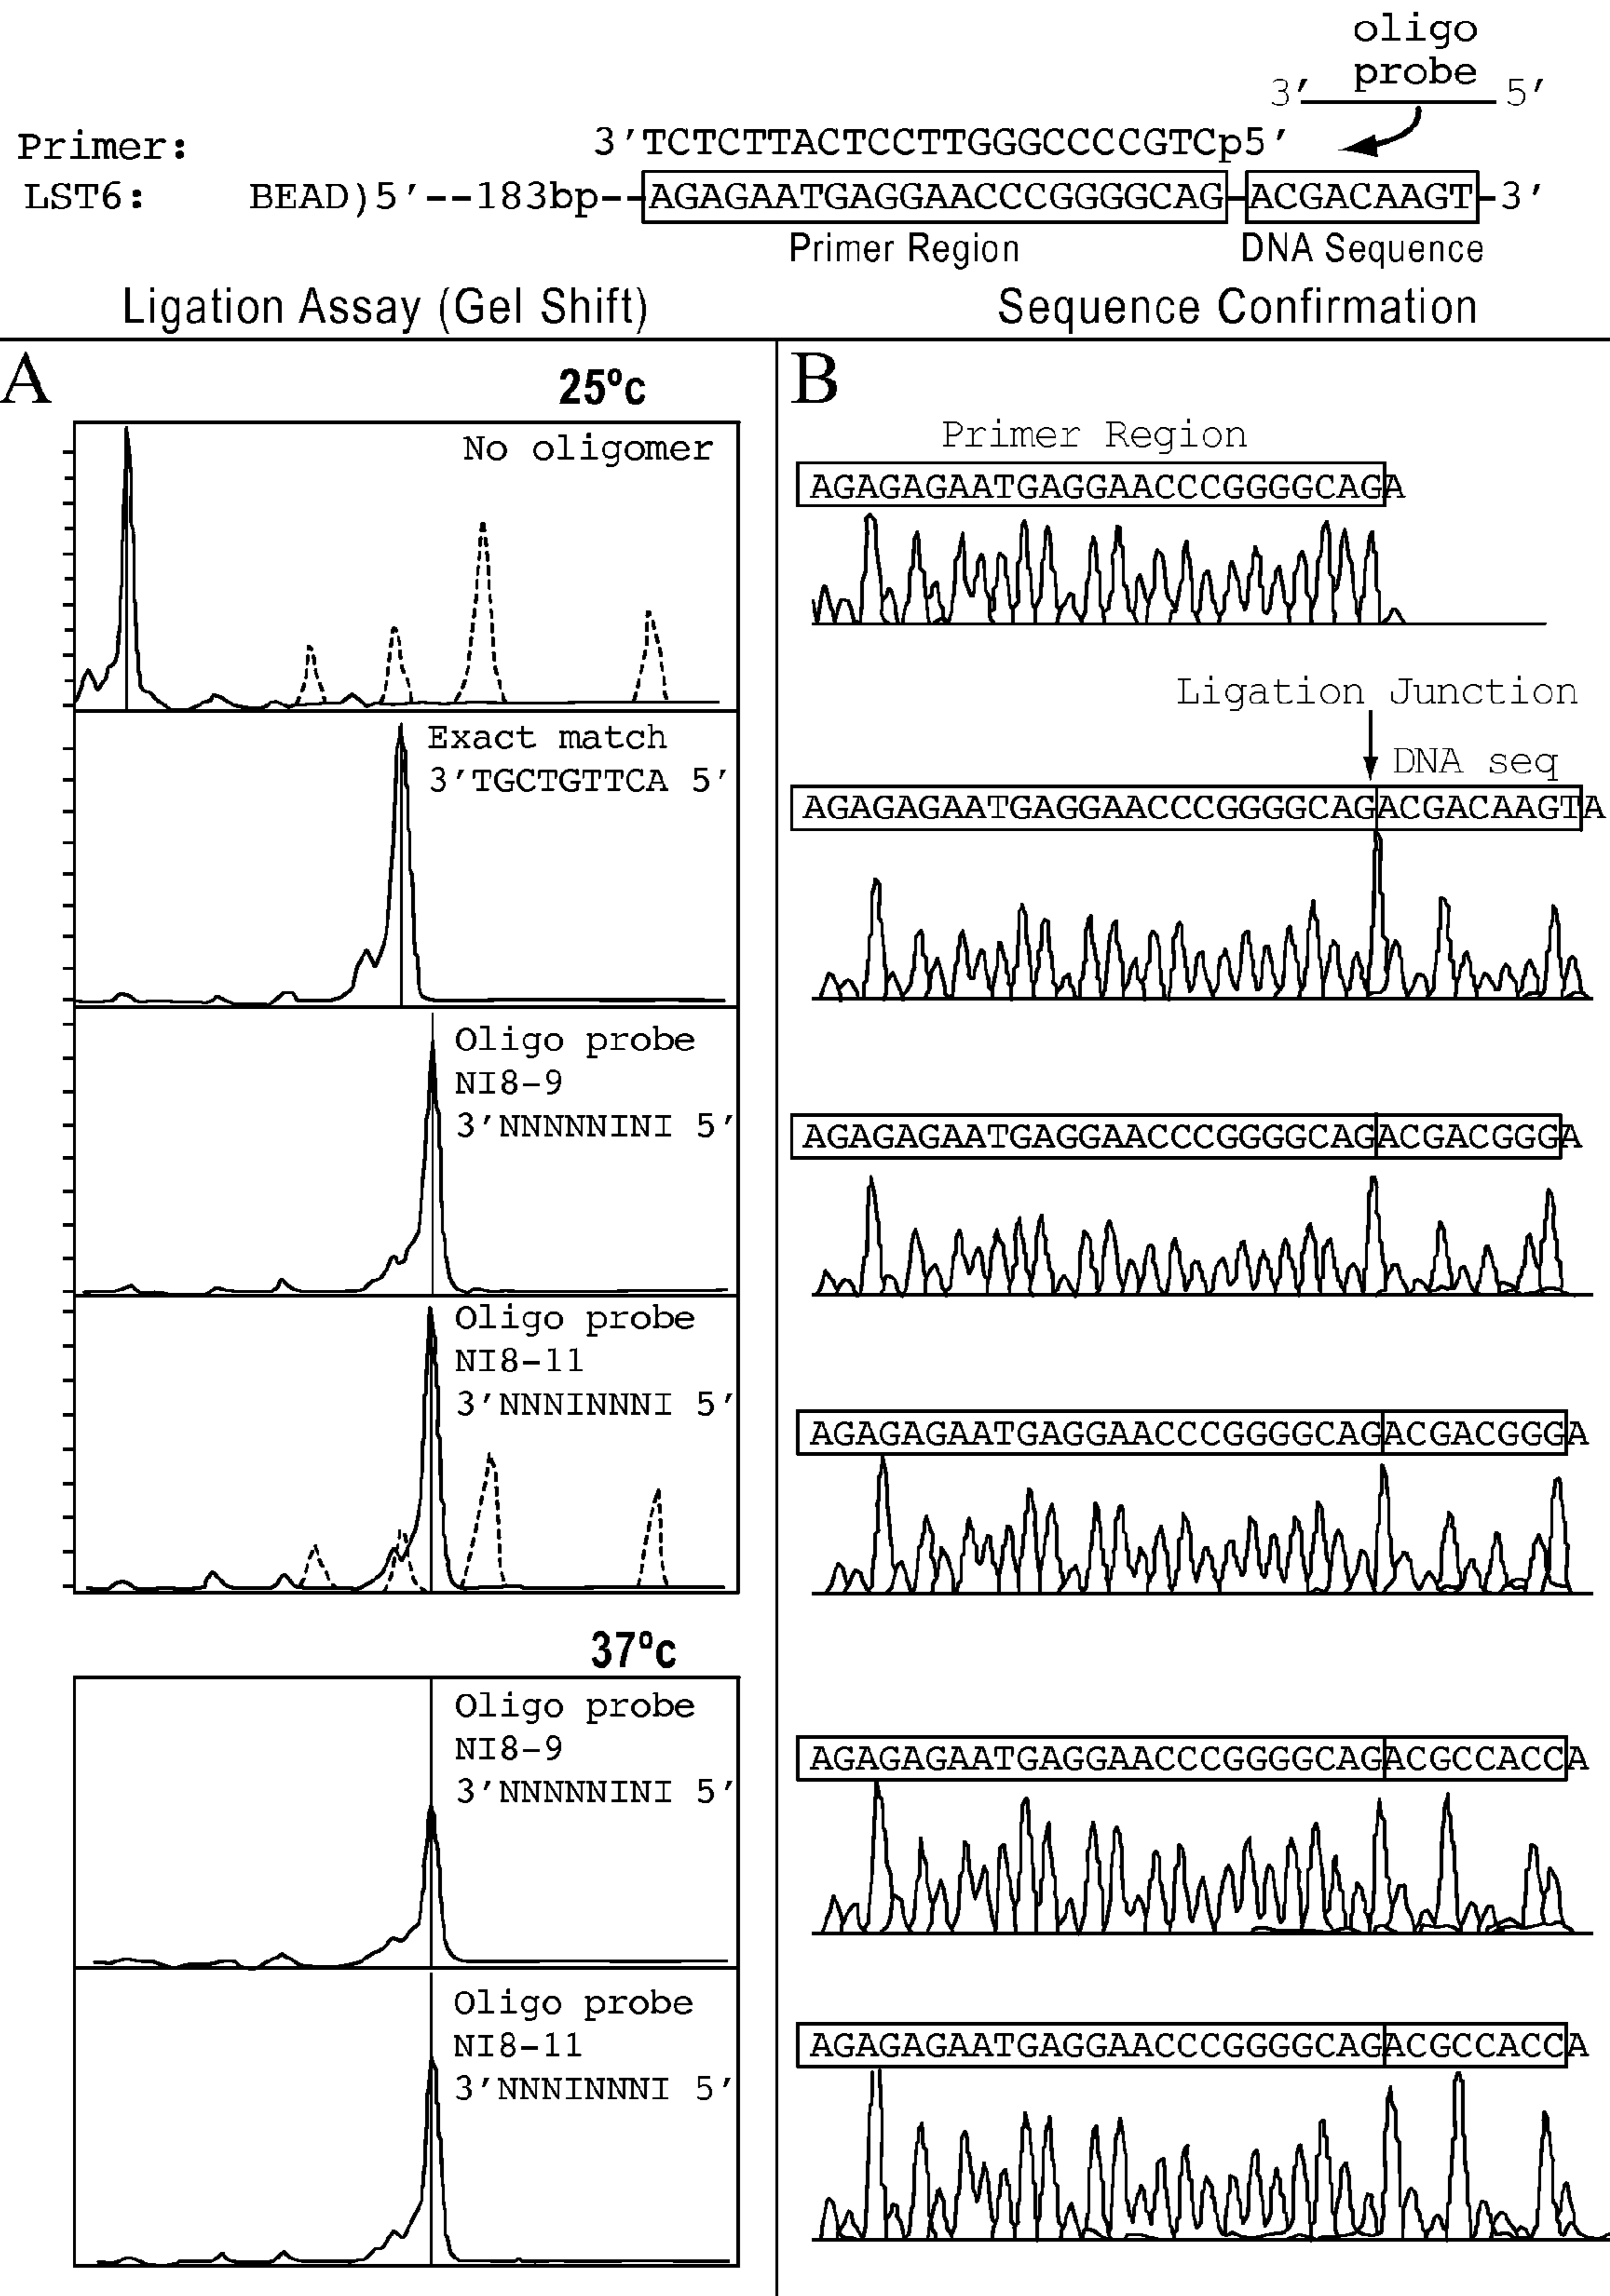 oligo
probe
3′ 5′
Primer: 3′TCTCTTACTCCTTGGGCCCCGTCp5′
LST6: BEAD)5′--183bp--AGAGAATGAGGAACCCGGGGCAG-ACGACAAGT-3′
Primer Region DNA Sequence
Ligation Assay (Gel Shift) Sequence Confirmation
A
25ºc
No oligomer
Exact match
3′TGCTGTTCA 5′
Oligo probe
NI8-9
3′NNNNNINI 5′
Oligo probe
NI8-11
3′NNNINNNI 5′
37ºc
Oligo probe
NI8-9
3′NNNNNINI 5′
Oligo probe
NI8-11
3′NNNINNNI 5′
B
Primer Region
AGAGAGAATGAGGAACCCGGGGCAGA
Ligation Junction
DNA seq
AGAGAGAATGAGGAACCCGGGGCAGACGACAAGTA
AGAGAGAATGAGGAACCCGGGGCAGACGACGGGA
AGAGAGAATGAGGAACCCGGGGCAGACGACGGGA
AGAGAGAATGAGGAACCCGGGGCAGACGCCACCA
AGAGAGAATGAGGAACCCGGGGCAGACGCCACCA